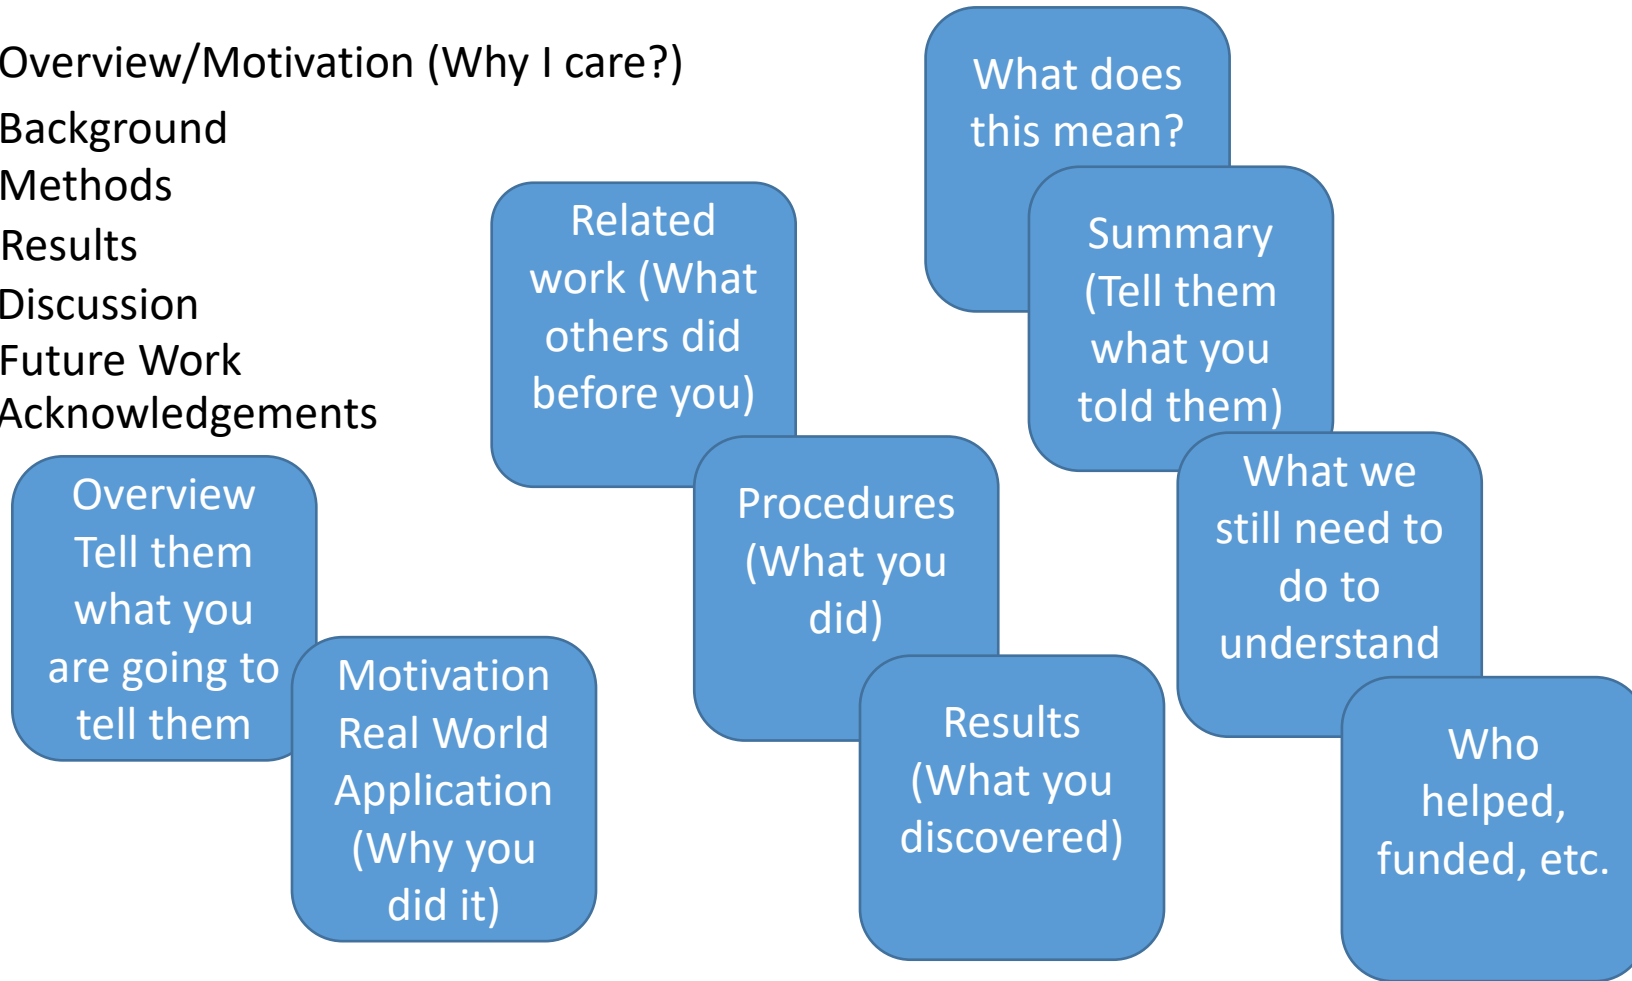 Overview/Motivation (Why I care?)
Background
Methods
Results
Discussion
Future Work
Acknowledgements
Overview
Tell them
what you
are going to
tell them
Motivation
Real World
Application
(Why you
did it)
Related
work (What
others did
before you)
Procedures
(What you
did)
Results
(What you
discovered)
What does
this mean?
Summary
(Tell them
what you
told them)
What we
still need to
do to
understand
Who
helped,
funded, etc.